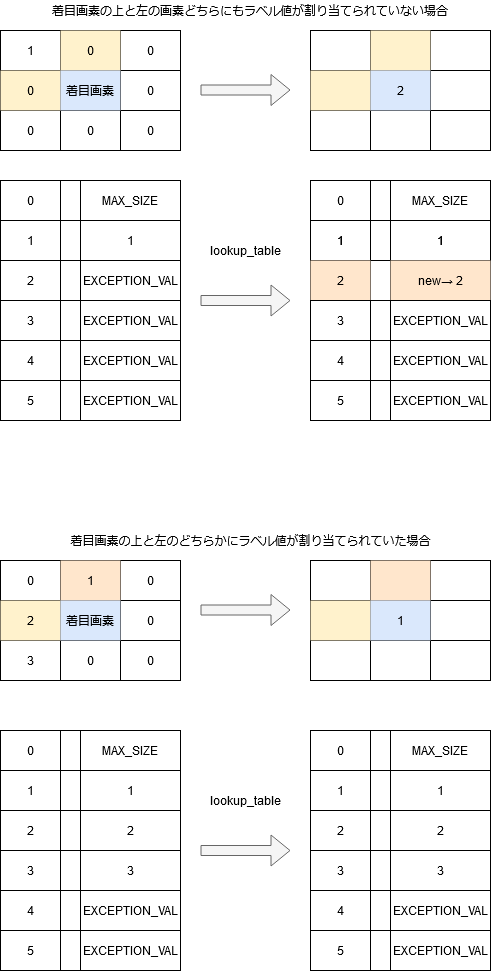 着目画素の上と左の画素どちらにもラベル値が割り当てられていない場合
1 0 0
0 着目画素 0 2
0 0 0
0 MAX_SIZE 0 MAX_SIZE
1 1 1 1
lookup_table
2 EXCEPTION_VAL 2 new→ 2
3 EXCEPTION_VAL 3 EXCEPTION_VAL
4 EXCEPTION_VAL 4 EXCEPTION_VAL
5 EXCEPTION_VAL 5 EXCEPTION_VAL
着目画素の上と左のどちらかにラベル値が割り当てられていた場合
0 1 0
2 着目画素 0 1
3 0 0
0 MAX_SIZE 0 MAX_SIZE
1 1 1 1
lookup_table
2 2 2 2
3 3 3 3
4 EXCEPTION_VAL 4 EXCEPTION_VAL
5 EXCEPTION_VAL 5 EXCEPTION_VAL